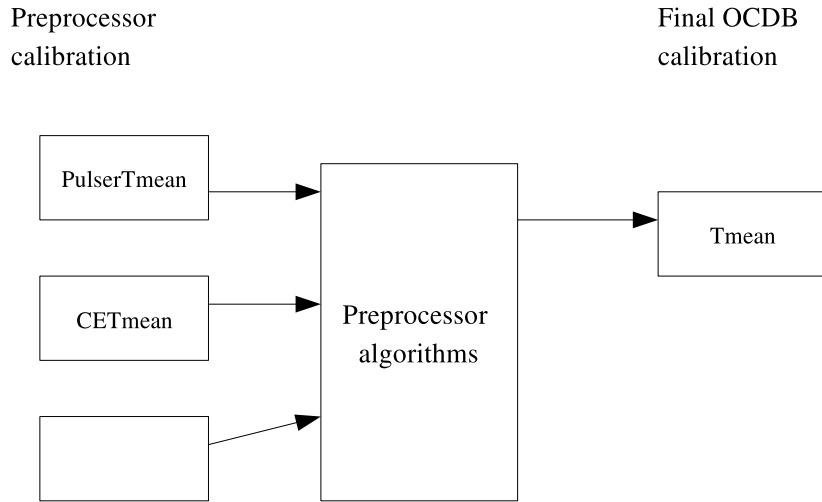 Preprocessor
calibration
Final OCDB
calibration
PulserTmean
CETmean
Preprocessor
algorithms
Tmean